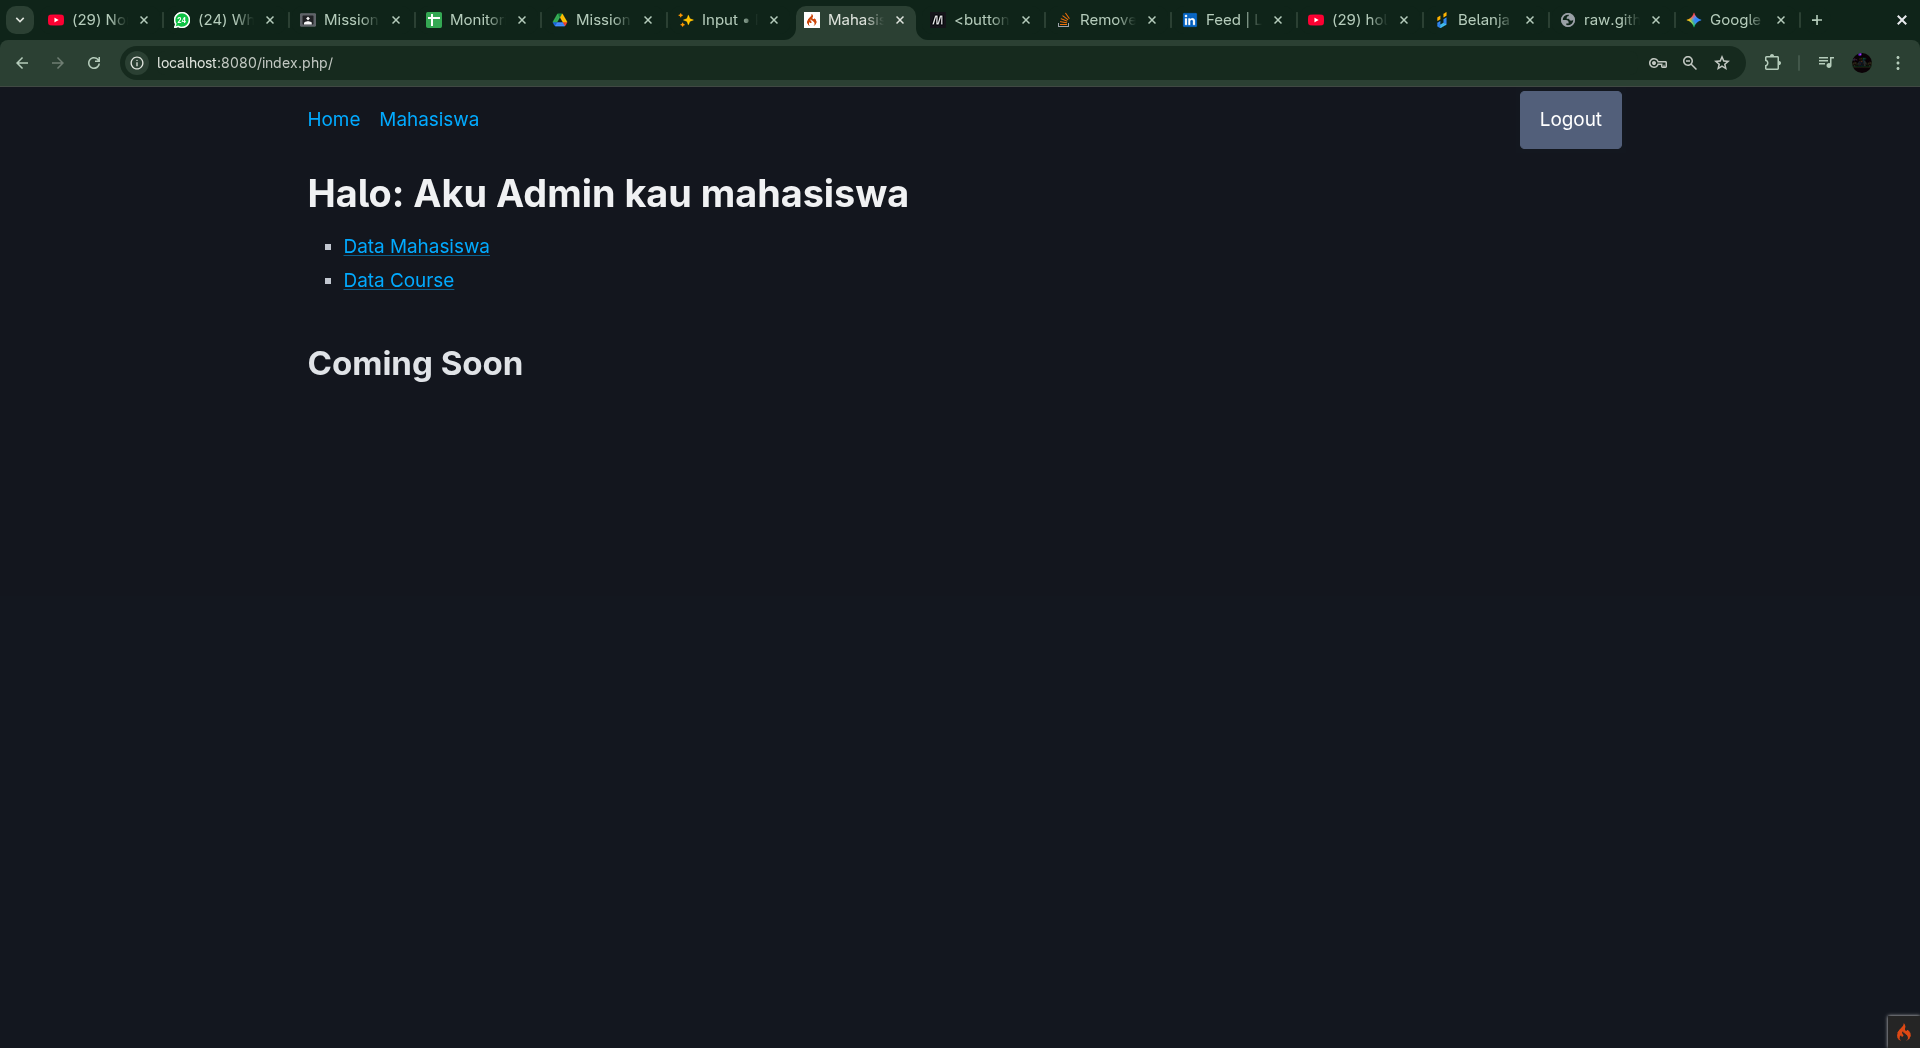 (29) No
(24) Wh
Mission
Monitor
Mission
Input •
Mahasis
<button
Remove
Feed | L
(29) hol
Belanja
raw.gith
Google
localhost:8080/index.php/
Home Mahasiswa Logout
Halo: Aku Admin kau mahasiswa
Data Mahasiswa
Data Course
Coming Soon